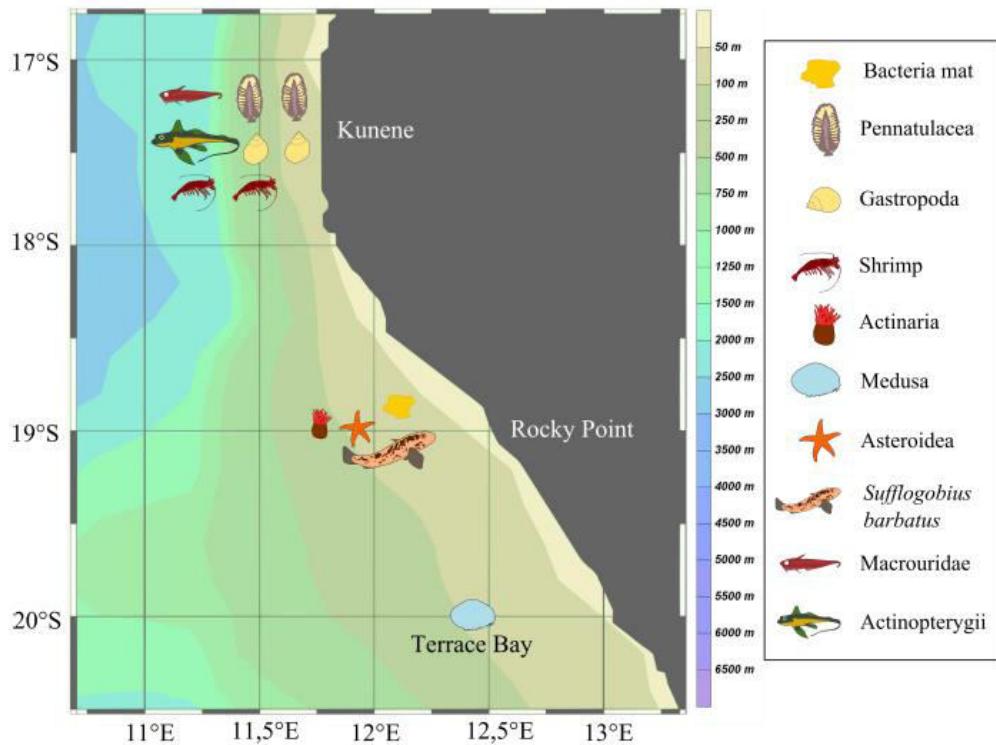 17°S
18°S
19°S
20°S
11°E
11,5°E
12°E
12,5°E
13°E
Kunene
Rocky Point
Terrace Bay
50 m
100 m
250 m
500 m
750 m
1000 m
1250 m
1500 m
2000 m
2500 m
3000 m
3500 m
4000 m
4500 m
5000 m
5500 m
6000 m
6500 m
Bacteria mat
Pennatulacea
Gastropoda
Shrimp
Actinaria
Medusa
Asteroidea
Sufflogobius
barbatus
Macrouridae
Actinopterygii